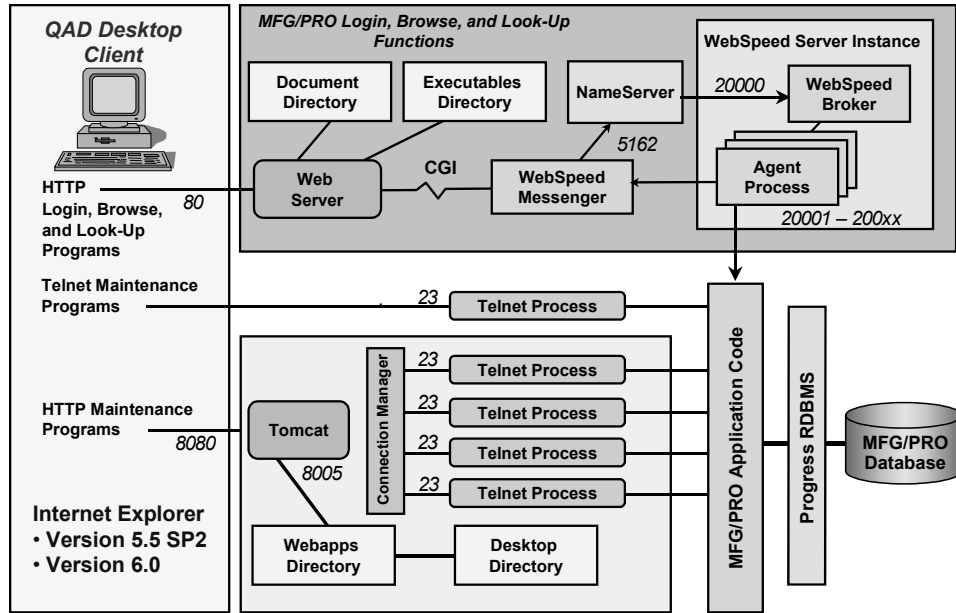 QAD Desktop
Client
HTTP
80
Login, Browse,
and Look-Up
Programs
Telnet Maintenance
Programs
HTTP Maintenance
Programs
8080
Internet Explorer
• Version 5.5 SP2
• Version 6.0
MFG/PRO Login, Browse, and Look-Up
Functions
Document
Directory
Executables
Directory
Web
Server
CGI
WebSpeed
Messenger
5162
NameServer
20000
WebSpeed Server Instance
WebSpeed
Broker
Agent
Process
20001 – 200xx
23
Telnet Process
Tomcat
8005
Connection Manager
23
Telnet Process
23
Telnet Process
23
Telnet Process
23
Telnet Process
Webapps
Directory
Desktop
Directory
MFG/PRO Application Code
Progress RDBMS
MFG/PRO
Database